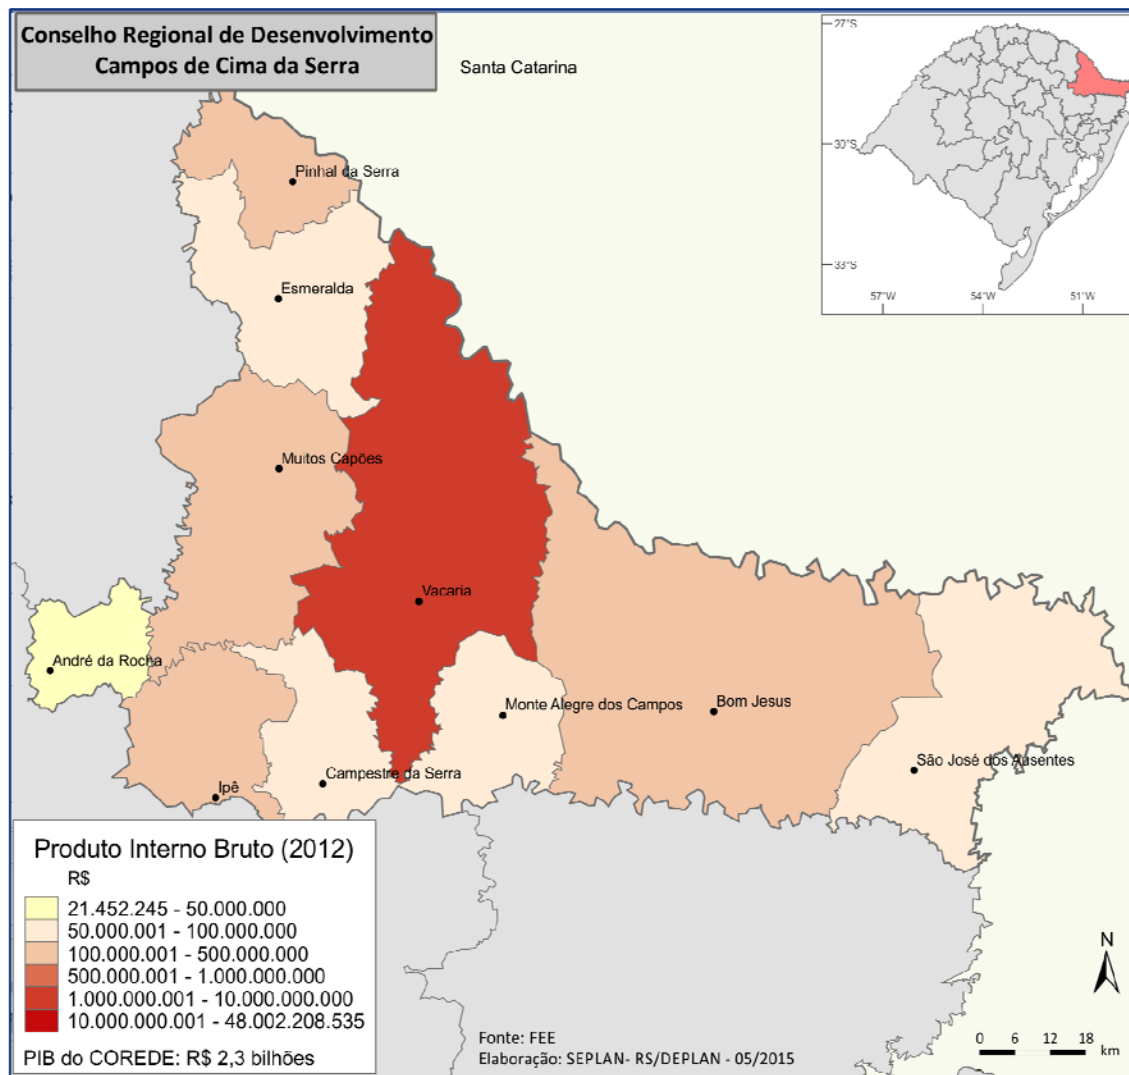 Conselho Regional de Desenvolvimento
Campos de Cima da Serra
Santa Catarina
27°S
30°S
33°S
57°W
54°W
51°W
Pinhal da Serra
Esmeralda
Muitos Capões
Vacaria
André da Rocha
Monte Alegre dos Campos
Bom Jesus
São José dos Ausentes
Campestre da Serra
Ipê
Produto Interno Bruto (2012)
R$
21.452.245 - 50.000.000
50.000.001 - 100.000.000
100.000.001 - 500.000.000
500.000.001 - 1.000.000.000
1.000.000.001 - 10.000.000.000
10.000.000.001 - 48.002.208.535
PIB do COREDE: R$ 2,3 bilhões
Fonte: FEE
Elaboração: SEPLAN- RS/DEPLAN - 05/2015
N
0 6 12 18
km